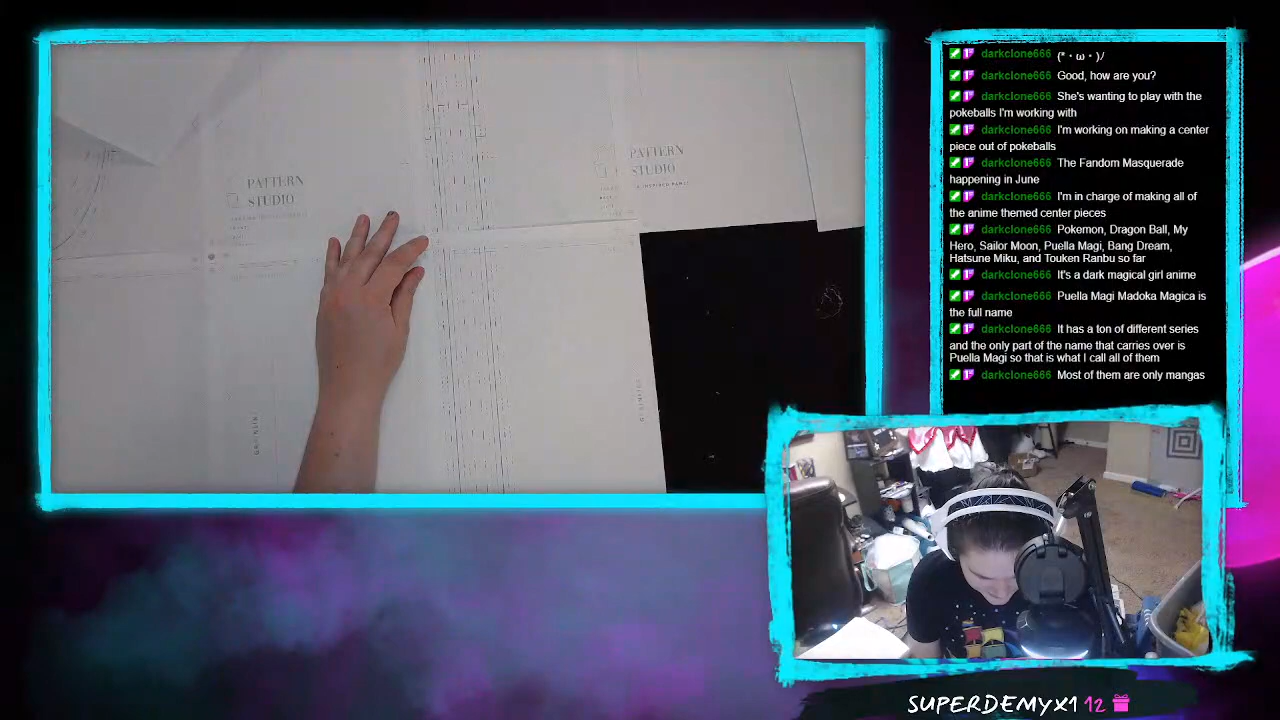 PATTERN
STUDIO
PATTERN
STUDIO
darkclone666 (*・ω・)ﾉ
darkclone666 Good, how are you?
darkclone666 She's wanting to play with the
pokeballs I'm working with
darkclone666 I'm working on making a center
piece out of pokeballs
darkclone666 The Fandom Masquerade
happening in June
darkclone666 I'm in charge of making all of
the anime themed center pieces
darkclone666 Pokemon, Dragon Ball, My
Hero, Sailor Moon, Puella Magi, Bang Dream,
Hatsune Miku, and Touken Ranbu so far
darkclone666 It's a dark magical girl anime
darkclone666 Puella Magi Madoka Magica is
the full name
darkclone666 It has a ton of different series
and the only part of the name that carries over is
Puella Magi so that is what I call all of them
darkclone666 Most of them are only mangas
SUPERDEMYX1 12